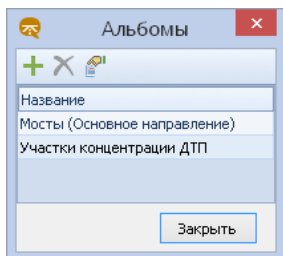 Альбомы
Название
Мосты (Основное направление)
Участки концентрации ДТП
Закрыть